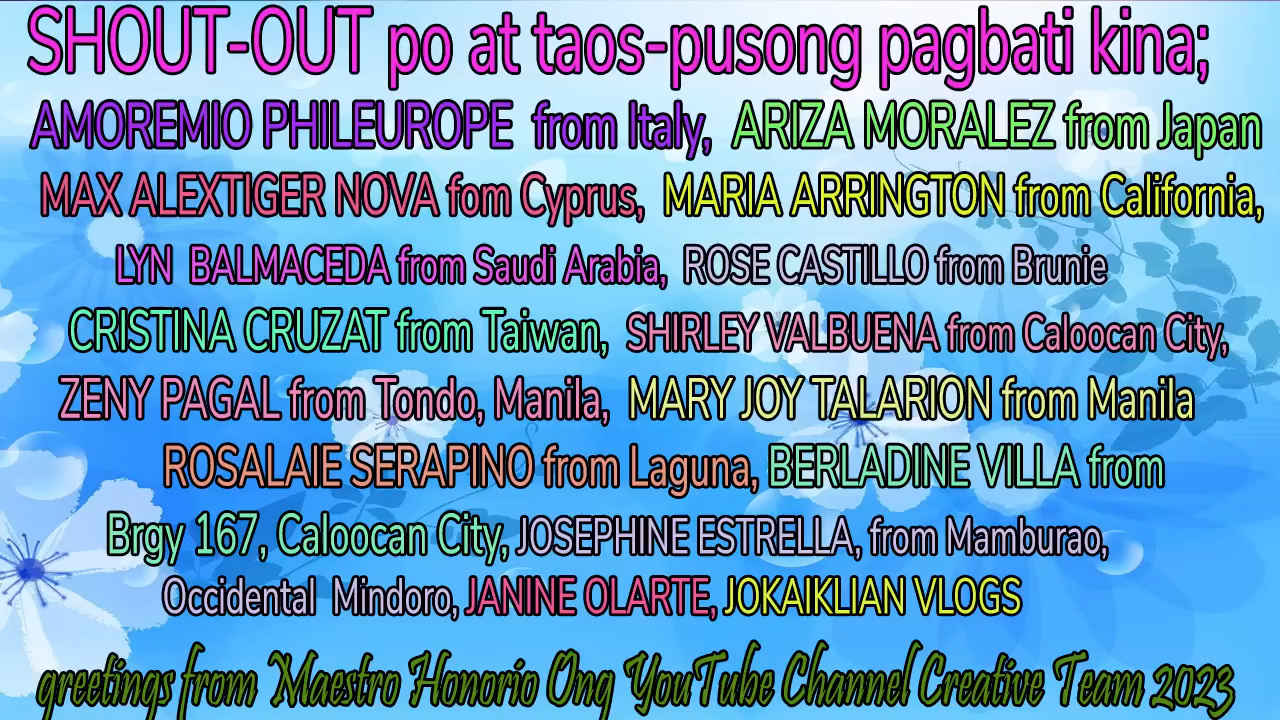 SHOUT-OUT po at taos-pusong pagbati kina;
AMOREMIO PHILEUROPE from Italy, ARIZA MORALEZ from Japan
MAX ALEXTIGER NOVA fom Cyprus, MARIA ARRINGTON from California,
LYN BALMACEDA from Saudi Arabia, ROSE CASTILLO from Brunie
CRISTINA CRUZAT from Taiwan, SHIRLEY VALBUENA from Caloocan City,
ZENY PAGAL from Tondo, Manila, MARY JOY TALARION from Manila
ROSALAIE SERAPINO from Laguna, BERLADINE VILLA from
Brgy 167, Caloocan City, JOSEPHINE ESTRELLA, from Mamburao,
Occidental Mindoro, JANINE OLARTE, JOKAIKLIAN VLOGS
greetings from Maestro Honorio Ong YouTube Channel Creative Team 2023